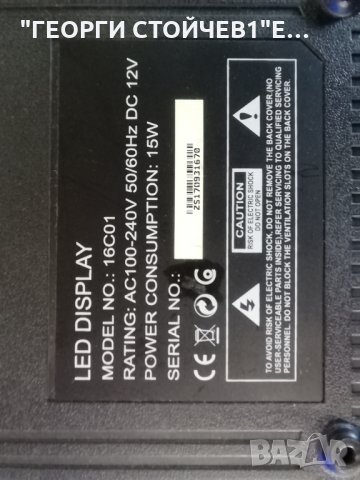 "ГЕОРГИ СТОЙЧЕВ1"Е...
LED DISPLAY
MODEL NO.: 16C01
RATING: AC100-240V 50/60Hz DC 12V
POWER CONSUMPTION: 15W
SERIAL NO.:
ZS170931670
CE
CAUTION
RISK OF ELECTRIC SHOCK
DO NOT OPEN
TO AVOID RISK OF ELECTRIC SHOCK, DO NOT REMOVE THE BACK COVER.(NO
USER-SERVICEABLE PARTS INSIDE),REFER SERVICING TO QUALIFIED SERVICING
PERSONNEL. DO NOT BLOCK THE VENTILATION SLOTS ON THE BACK COVER.
BAZAR